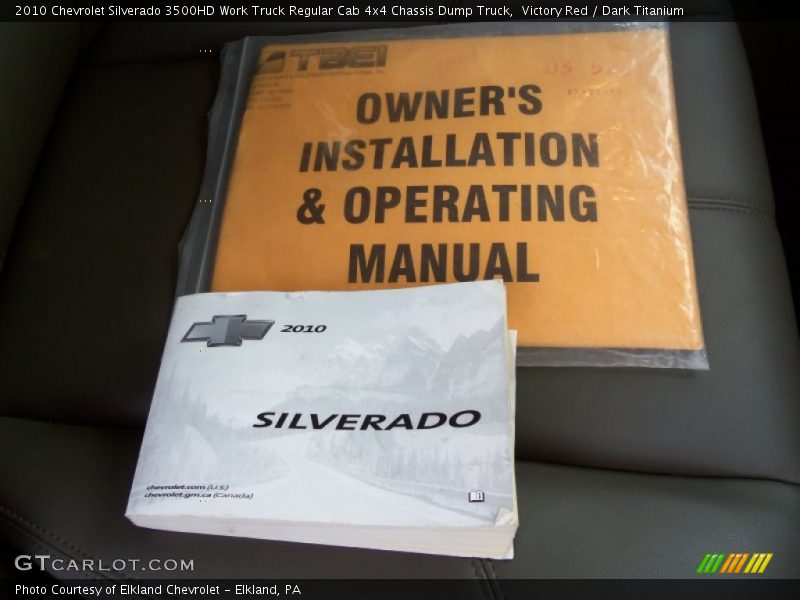 2010 Chevrolet Silverado 3500HD Work Truck Regular Cab 4x4 Chassis Dump Truck,  Victory Red / Dark Titanium
TBEI
OWNER'S
INSTALLATION
& OPERATING
MANUAL
2010
SILVERADO
chevrolet.com (U.S.)
chevrolet.gm.ca (Canada)
GTCARLOT.COM
Photo Courtesy of Elkland Chevrolet - Elkland, PA